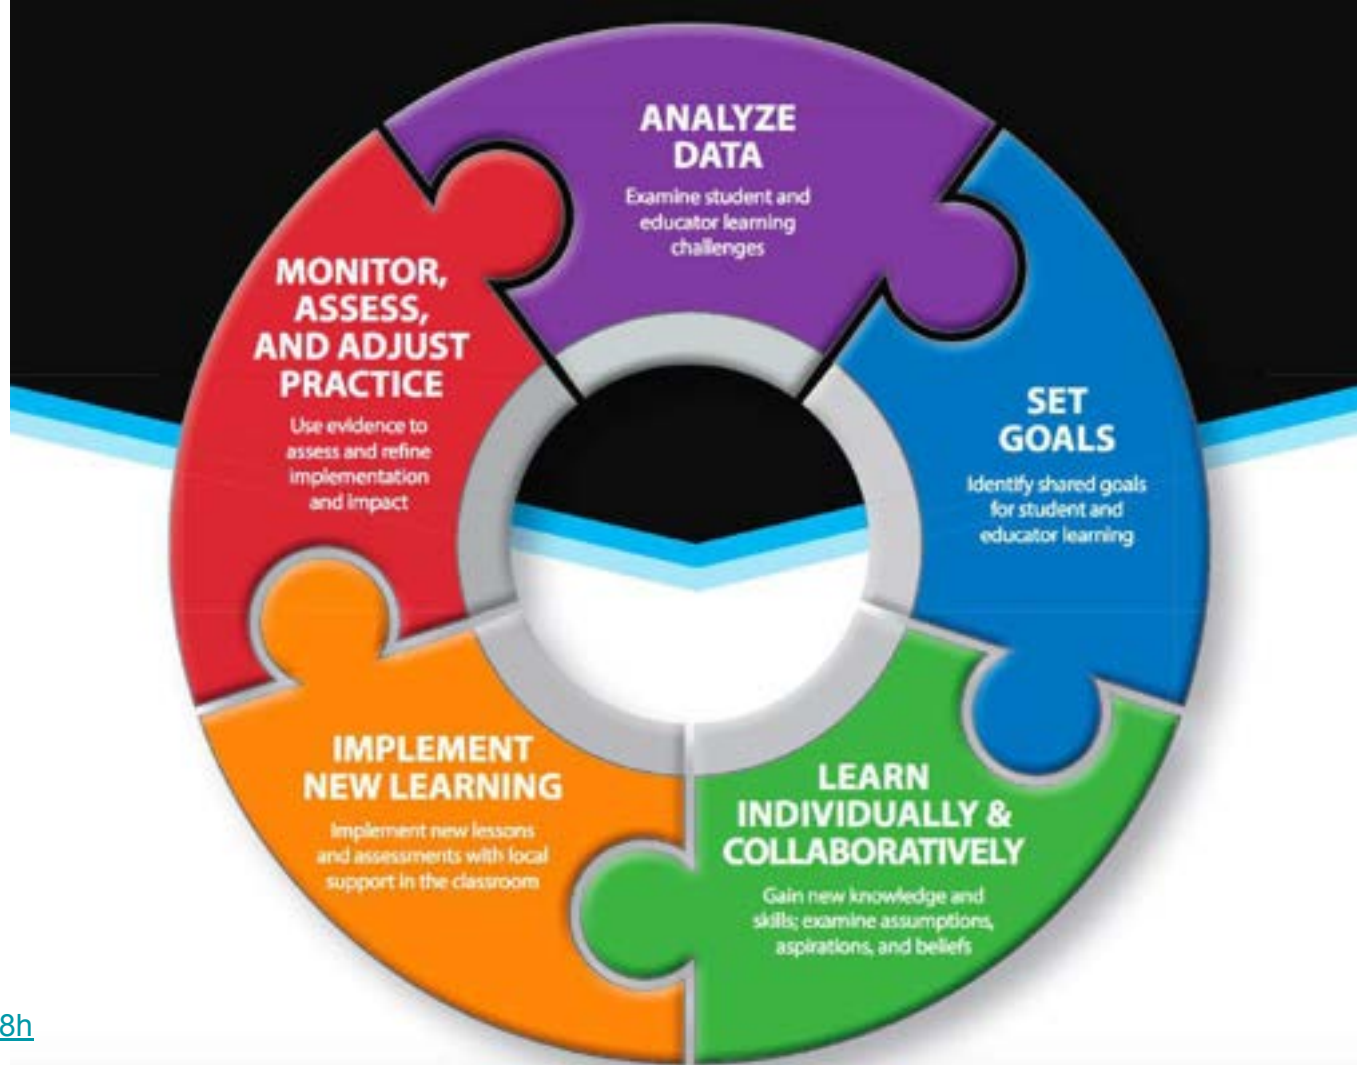 ANALYZE
DATA
Examine student and
educator learning
challenges
SET
GOALS
Identify shared goals
for student and
educator learning
LEARN
INDIVIDUALLY &
COLLABORATIVELY
Gain new knowledge and
skills; examine assumptions,
aspirations, and beliefs
IMPLEMENT
NEW LEARNING
Implement new lessons
and assessments with local
support in the classroom
MONITOR,
ASSESS,
AND ADJUST
PRACTICE
Use evidence to
assess and refine
implementation
and impact
8h